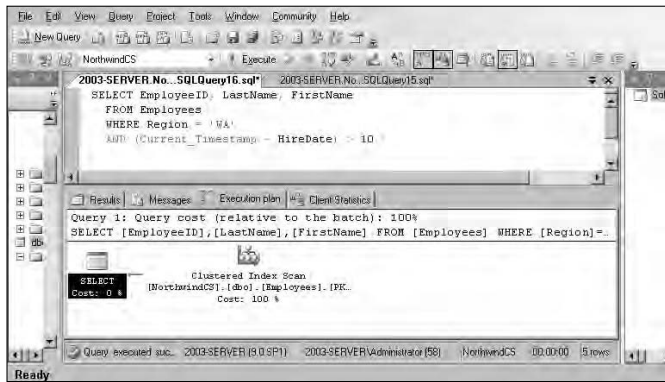 File Edit View Query Project Tools Window Community Help
New Query
NorthwindCS Execute
2003-SERVER.No...SQLQuery16.sql* 2003-SERVER.No...SQLQuery15.sql*
SELECT EmployeeID, LastName, FirstName
FROM Employees
WHERE Region = 'WA'
AND (Current_Timestamp - HireDate) > 10
Results Messages Execution plan Client Statistics
Query 1: Query cost (relative to the batch): 100%
SELECT [EmployeeID],[LastName],[FirstName] FROM [Employees] WHERE [Region]=...
SELECT
Cost: 0 %
Clustered Index Scan
[NorthwindCS].[dbo].[Employees].[PK...
Cost: 100 %
Query executed suc... 2003-SERVER (9.0 SP1) 2003-SERVER\Administrator (58) NorthwindCS 00:00:00 5 rows
Ready